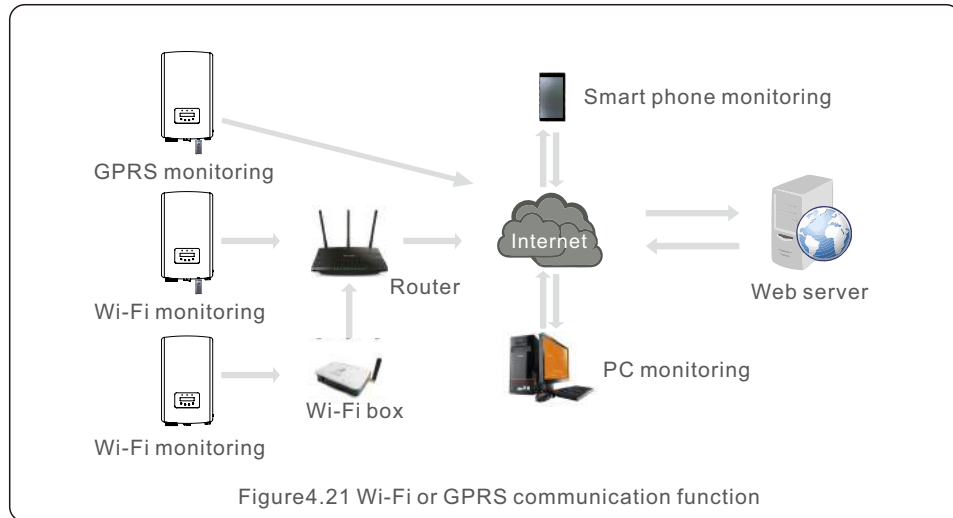 Smart phone monitoring
GPRS monitoring
Internet
Router
Web server
Wi-Fi monitoring
PC monitoring
Wi-Fi box
Wi-Fi monitoring
Figure4.21 Wi-Fi or GPRS communication function